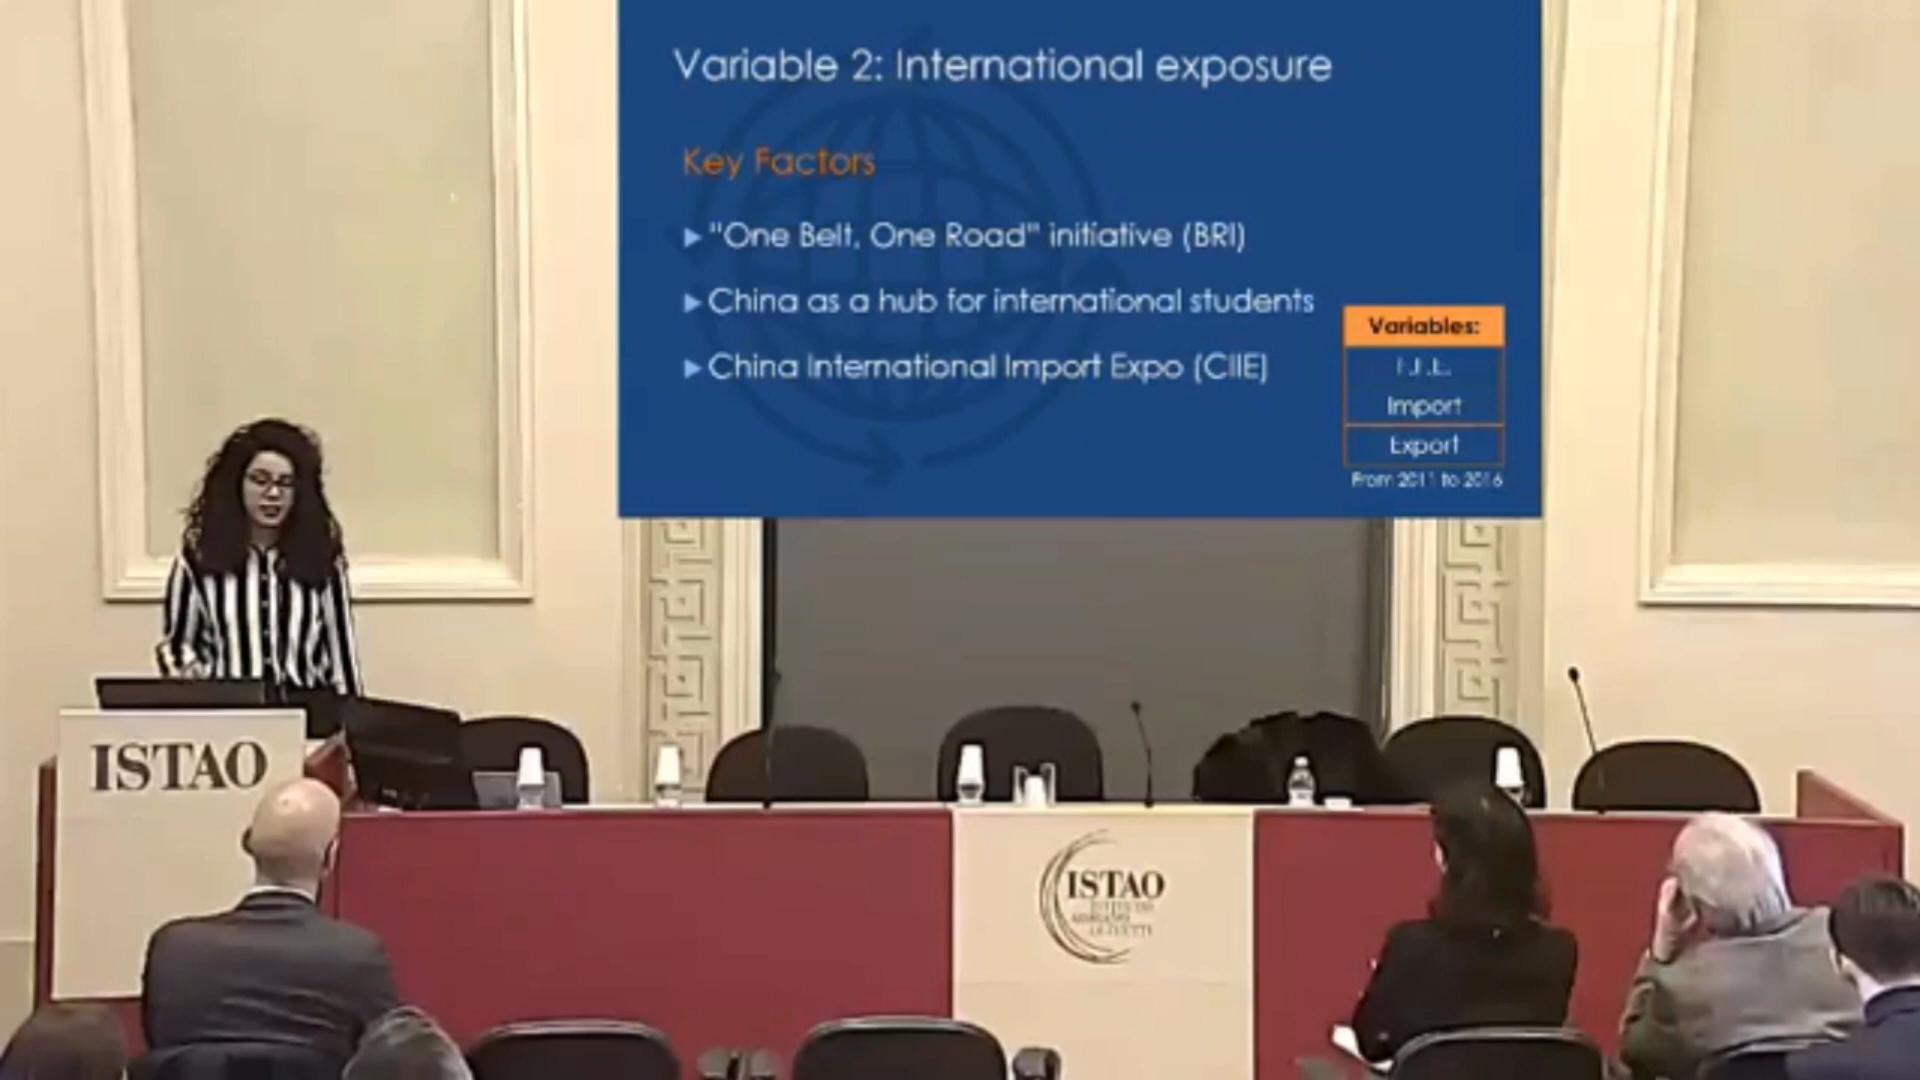 Variable 2: International exposure
Key Factors
"One Belt, One Road" initiative (BRI)
China as a hub for international students
China International Import Expo (CIIE)
Variables:
Import
Export
From 2011 to 2016
ISTAO
ISTAO
ADRIANO